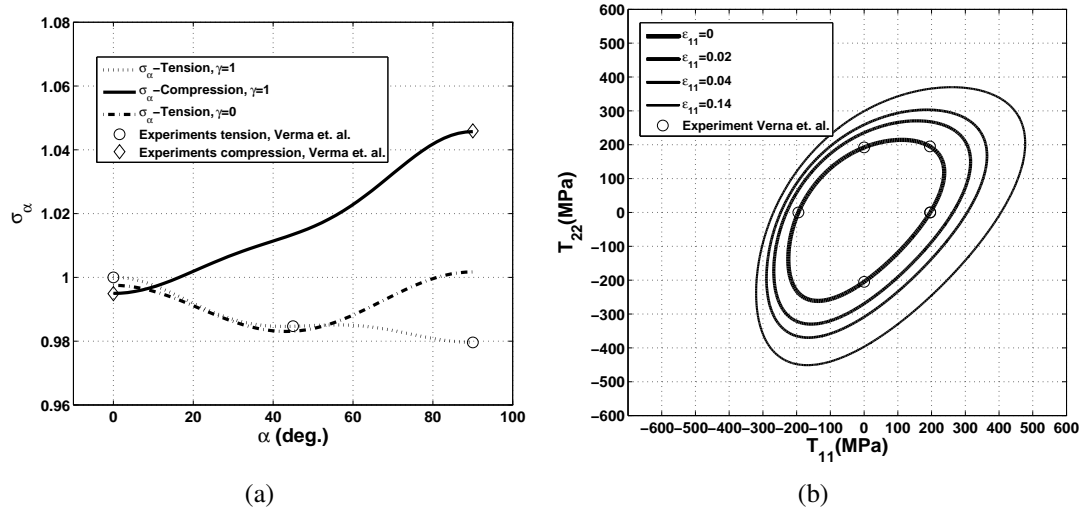 1.08
1.06
1.04
1.02
1
0.98
0.96
0
20
40
60
80
100
σα
α (deg.)
σα−Tension, γ=1
σα−Compression, γ=1
σα−Tension, γ=0
Experiments tension, Verma et. al.
Experiments compression, Verma et. al.
(a)
600
500
400
300
200
100
0
−100
−200
−300
−400
−500
−600
−600−500−400−300−200−100 0 100 200 300 400 500 600
T22(MPa)
T11(MPa)
ε11=0
ε11=0.02
ε11=0.04
ε11=0.14
Experiment Verna et. al.
(b)